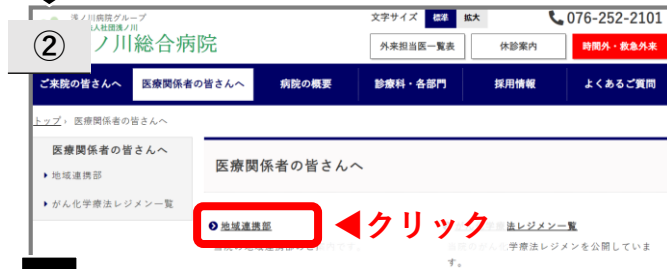 浅ノ川病院グループ
文字サイズ 標準 拡大
076-252-2101
②
人社団浅ノ川
ノ川総合病院
外来担当医一覧表
休診案内
時間外・救急外来
ご来院の皆さんへ
医療関係者の皆さんへ
病院の概要
診療科・各部門
採用情報
よくあるご質問
トップ › 医療関係者の皆さんへ
医療関係者の皆さんへ
地域連携部
がん化学療法レジメン一覧
医療関係者の皆さんへ
地域連携部
◀クリック
法レジメン一覧
学療法レジメンを公開していま
す。